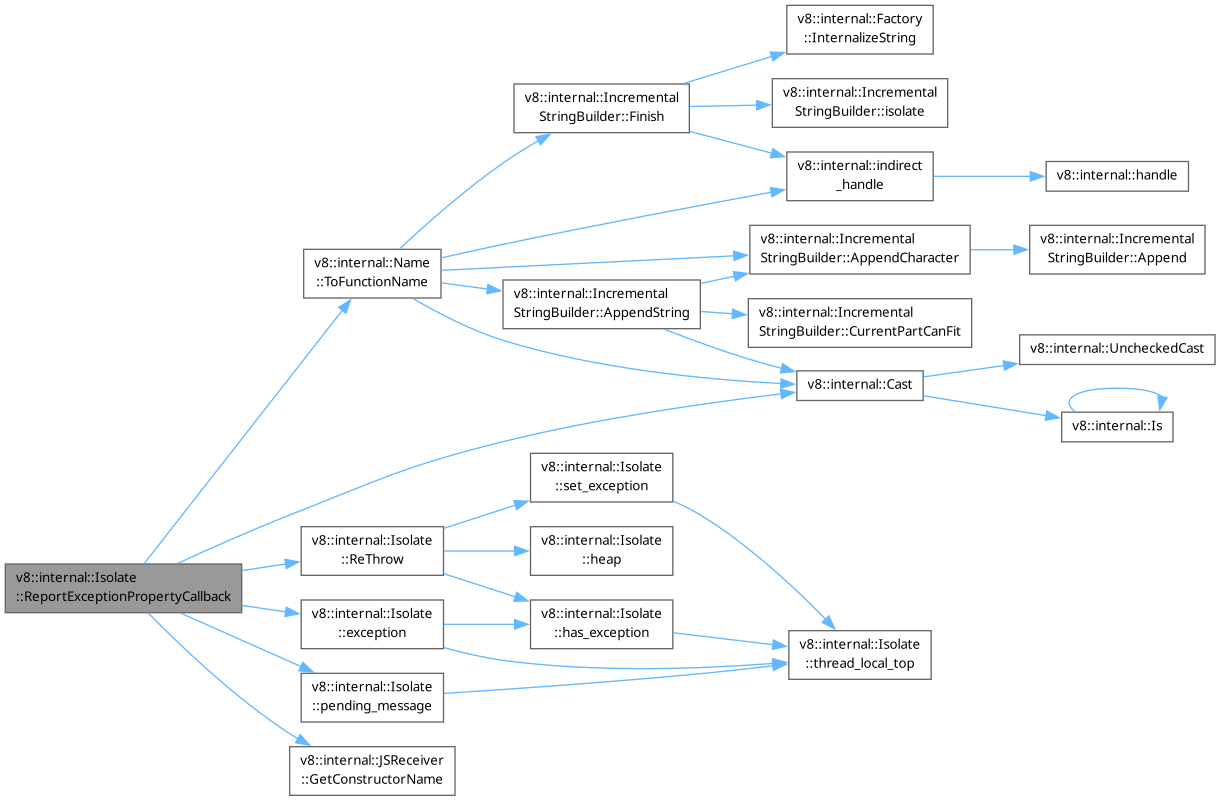 v8::internal::Factory
::InternalizeString
v8::internal::Incremental
StringBuilder::Finish
v8::internal::Incremental
StringBuilder::isolate
v8::internal::indirect
_handle
v8::internal::handle
v8::internal::Name
::ToFunctionName
v8::internal::Incremental
StringBuilder::AppendCharacter
v8::internal::Incremental
StringBuilder::Append
v8::internal::Incremental
StringBuilder::AppendString
v8::internal::Incremental
StringBuilder::CurrentPartCanFit
v8::internal::UncheckedCast
v8::internal::Cast
v8::internal::Is
v8::internal::Isolate
::set_exception
v8::internal::Isolate
::ReThrow
v8::internal::Isolate
::heap
v8::internal::Isolate
::ReportExceptionPropertyCallback
v8::internal::Isolate
::exception
v8::internal::Isolate
::has_exception
v8::internal::Isolate
::thread_local_top
v8::internal::Isolate
::pending_message
v8::internal::JSReceiver
::GetConstructorName